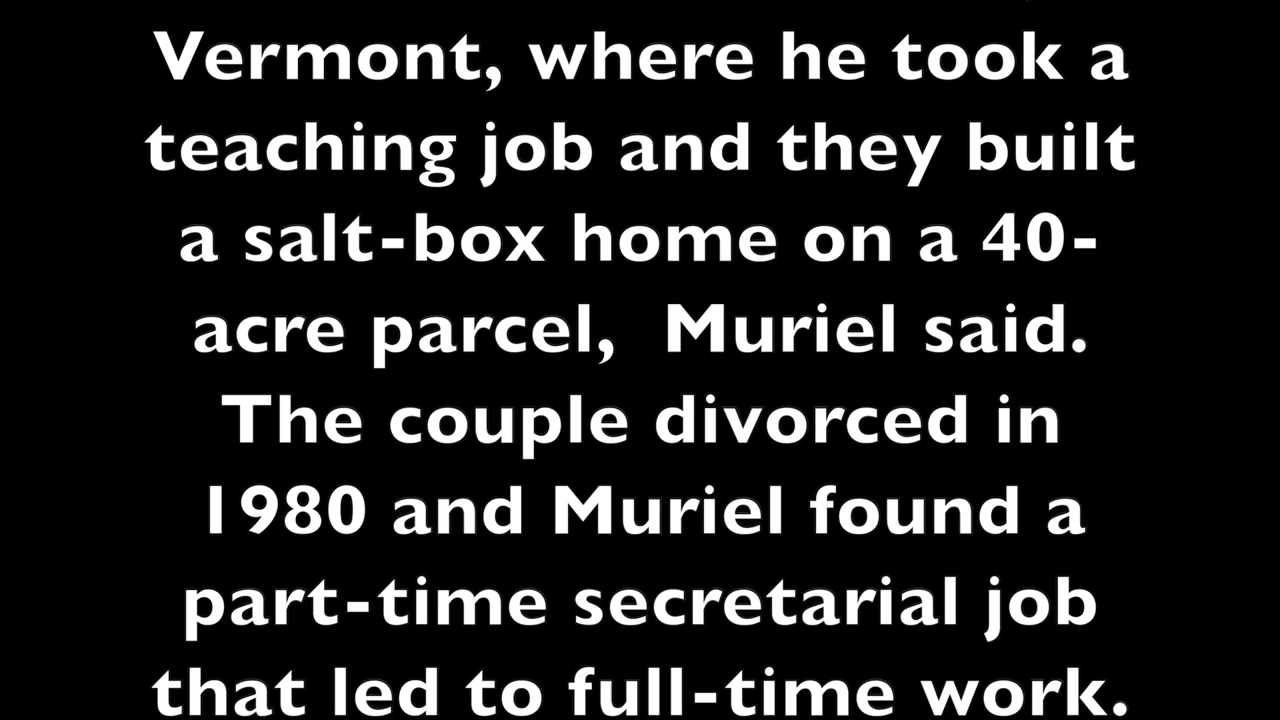 Vermont, where he took a
teaching job and they built
a salt-box home on a 40-
acre parcel,  Muriel said.
The couple divorced in
1980 and Muriel found a
part-time secretarial job
that led to full-time work.